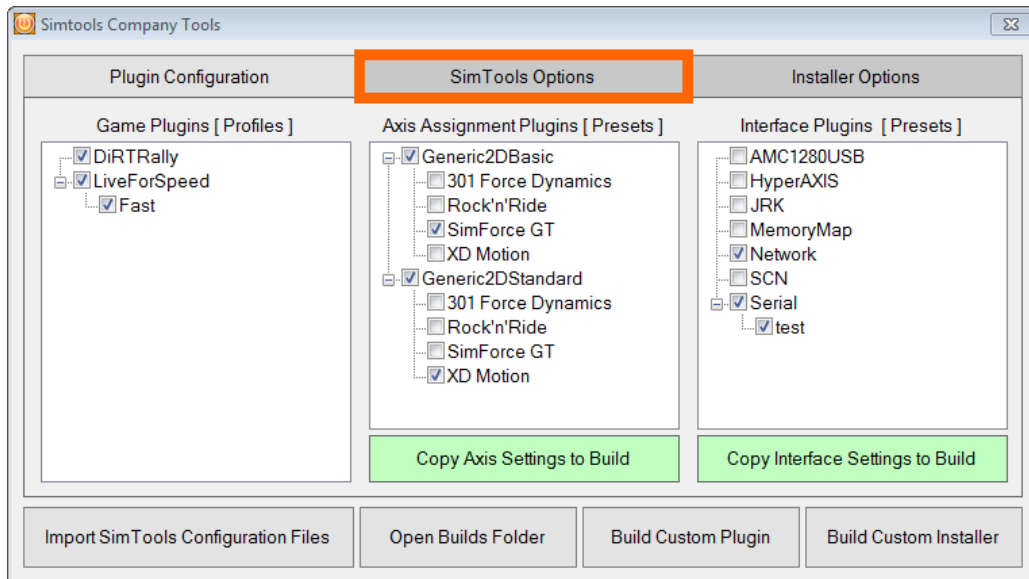 Simtools Company Tools
Plugin Configuration
SimTools Options
Installer Options
Game Plugins [ Profiles ]
DiRTRally
LiveForSpeed
Fast
Axis Assignment Plugins [ Presets ]
Generic2DBasic
301 Force Dynamics
Rock'n'Ride
SimForce GT
XD Motion
Generic2DStandard
301 Force Dynamics
Rock'n'Ride
SimForce GT
XD Motion
Copy Axis Settings to Build
Interface Plugins [ Presets ]
AMC1280USB
HyperAXIS
JRK
MemoryMap
Network
SCN
Serial
test
Copy Interface Settings to Build
Import SimTools Configuration Files
Open Builds Folder
Build Custom Plugin
Build Custom Installer